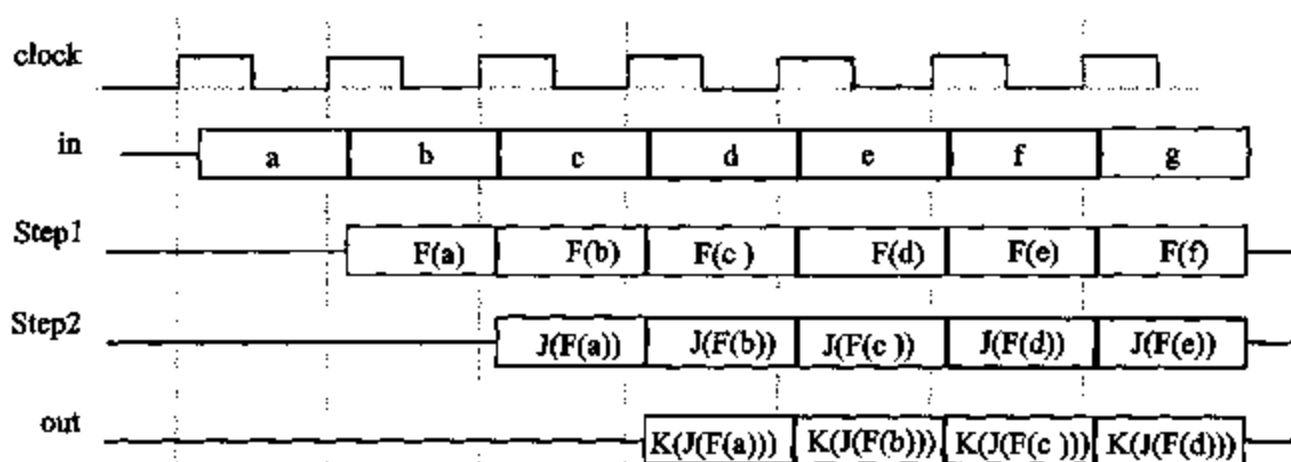 clock
in a b c d e f g
Step1 F(a) F(b) F(c ) F(d) F(e) F(f)
Step2 J(F(a)) J(F(b)) J(F(c )) J(F(d)) J(F(e))
out K(J(F(a))) K(J(F(b))) K(J(F(c ))) K(J(F(d)))